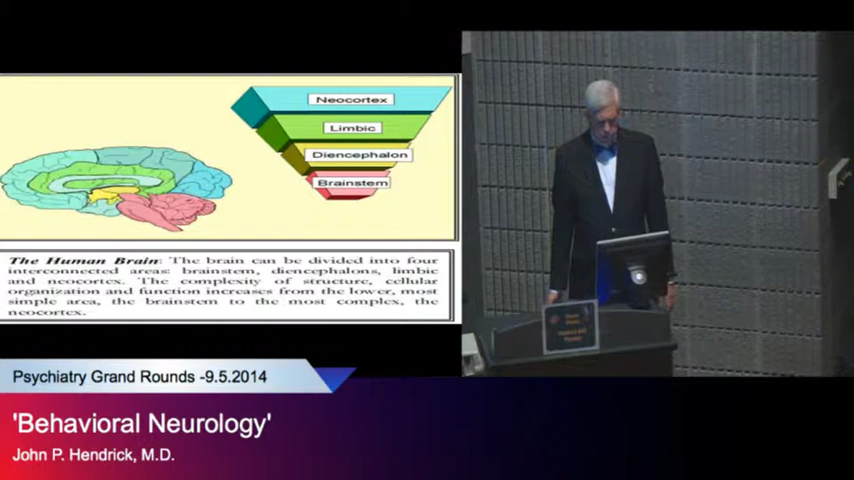 Neocortex
Limbic
Diencephalon
Brainstem
The Human Brain: The brain can be divided into four
interconnected areas: brainstem, diencephalons, limbic
and neocortex. The complexity of structure, cellular
organization and function increases from the lower, most
simple area, the brainstem to the most complex, the
neocortex.
Psychiatry Grand Rounds -9.5.2014
'Behavioral Neurology'
John P. Hendrick, M.D.